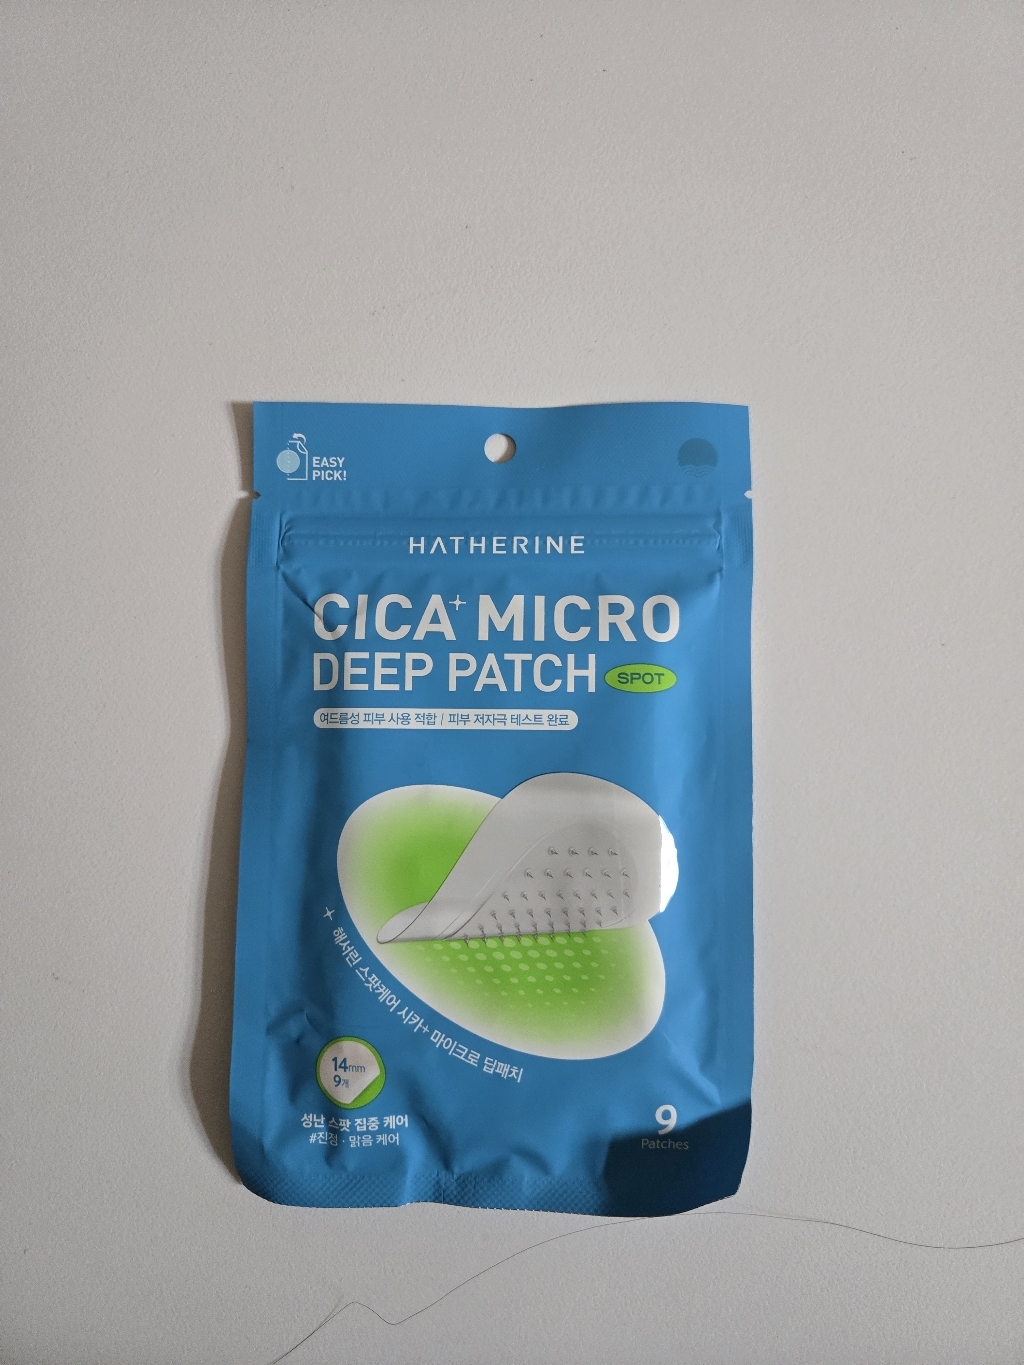 EASY
PICK!
HATHERINE
CICA+ MICRO
DEEP PATCH SPOT
여드름성 피부 사용 적합 / 피부 저자극 테스트 완료
해서린 스팟케어 시카+ 마이크로 딥패치
14mm
9개
성난 스팟 집중 케어
#진정 · 맑음 케어
9
Patches